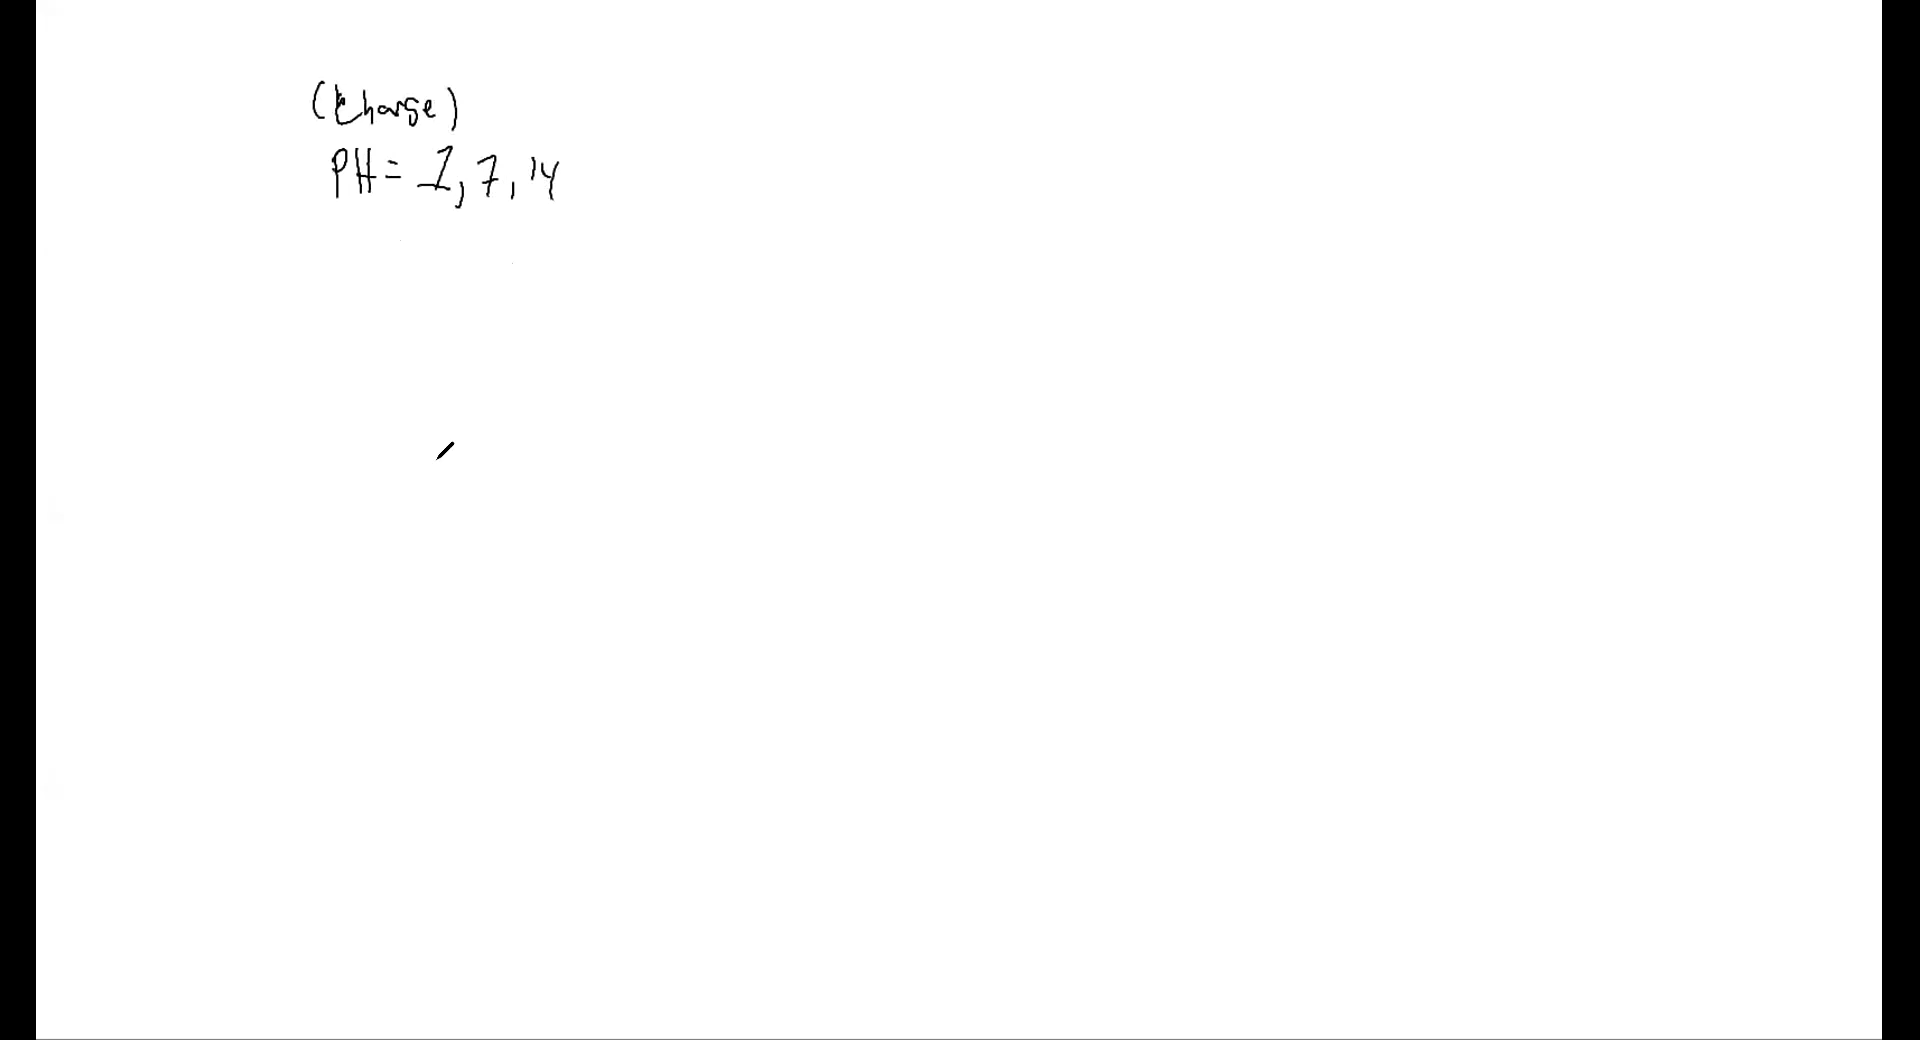 (Charge)
PH = 1, 7, 14